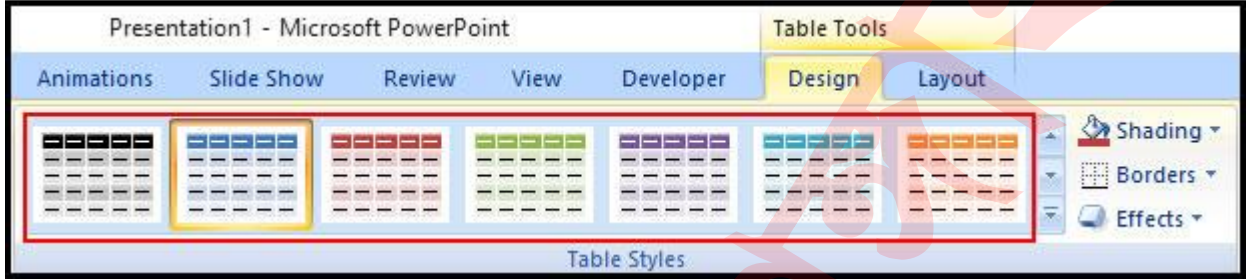 Presentation1 - Microsoft PowerPoint
Table Tools
Animations Slide Show Review View Developer Design Layout
Shading
Borders
Effects
Table Styles